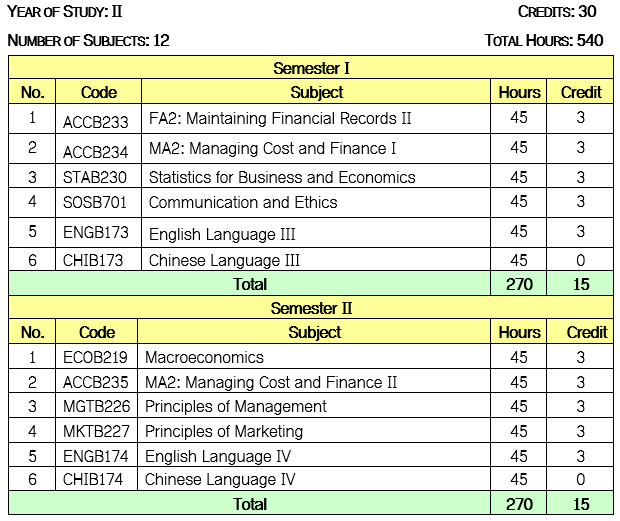 YEAR OF STUDY: II CREDITS: 30
NUMBER OF SUBJECTS: 12 TOTAL HOURS: 540
Semester I
No. Code Subject Hours Credit
1 ACCB233 FA2: Maintaining Financial Records II 45 3
2 ACCB234 MA2: Managing Cost and Finance I 45 3
3 STAB230 Statistics for Business and Economics 45 3
4 SOSB701 Communication and Ethics 45 3
5 ENGB173 English Language III 45 3
6 CHIB173 Chinese Language III 45 0
Total 270 15
Semester II
No. Code Subject Hours Credit
1 ECOB219 Macroeconomics 45 3
2 ACCB235 MA2: Managing Cost and Finance II 45 3
3 MGTB226 Principles of Management 45 3
4 MKTB227 Principles of Marketing 45 3
5 ENGB174 English Language IV 45 3
6 CHIB174 Chinese Language IV 45 0
Total 270 15